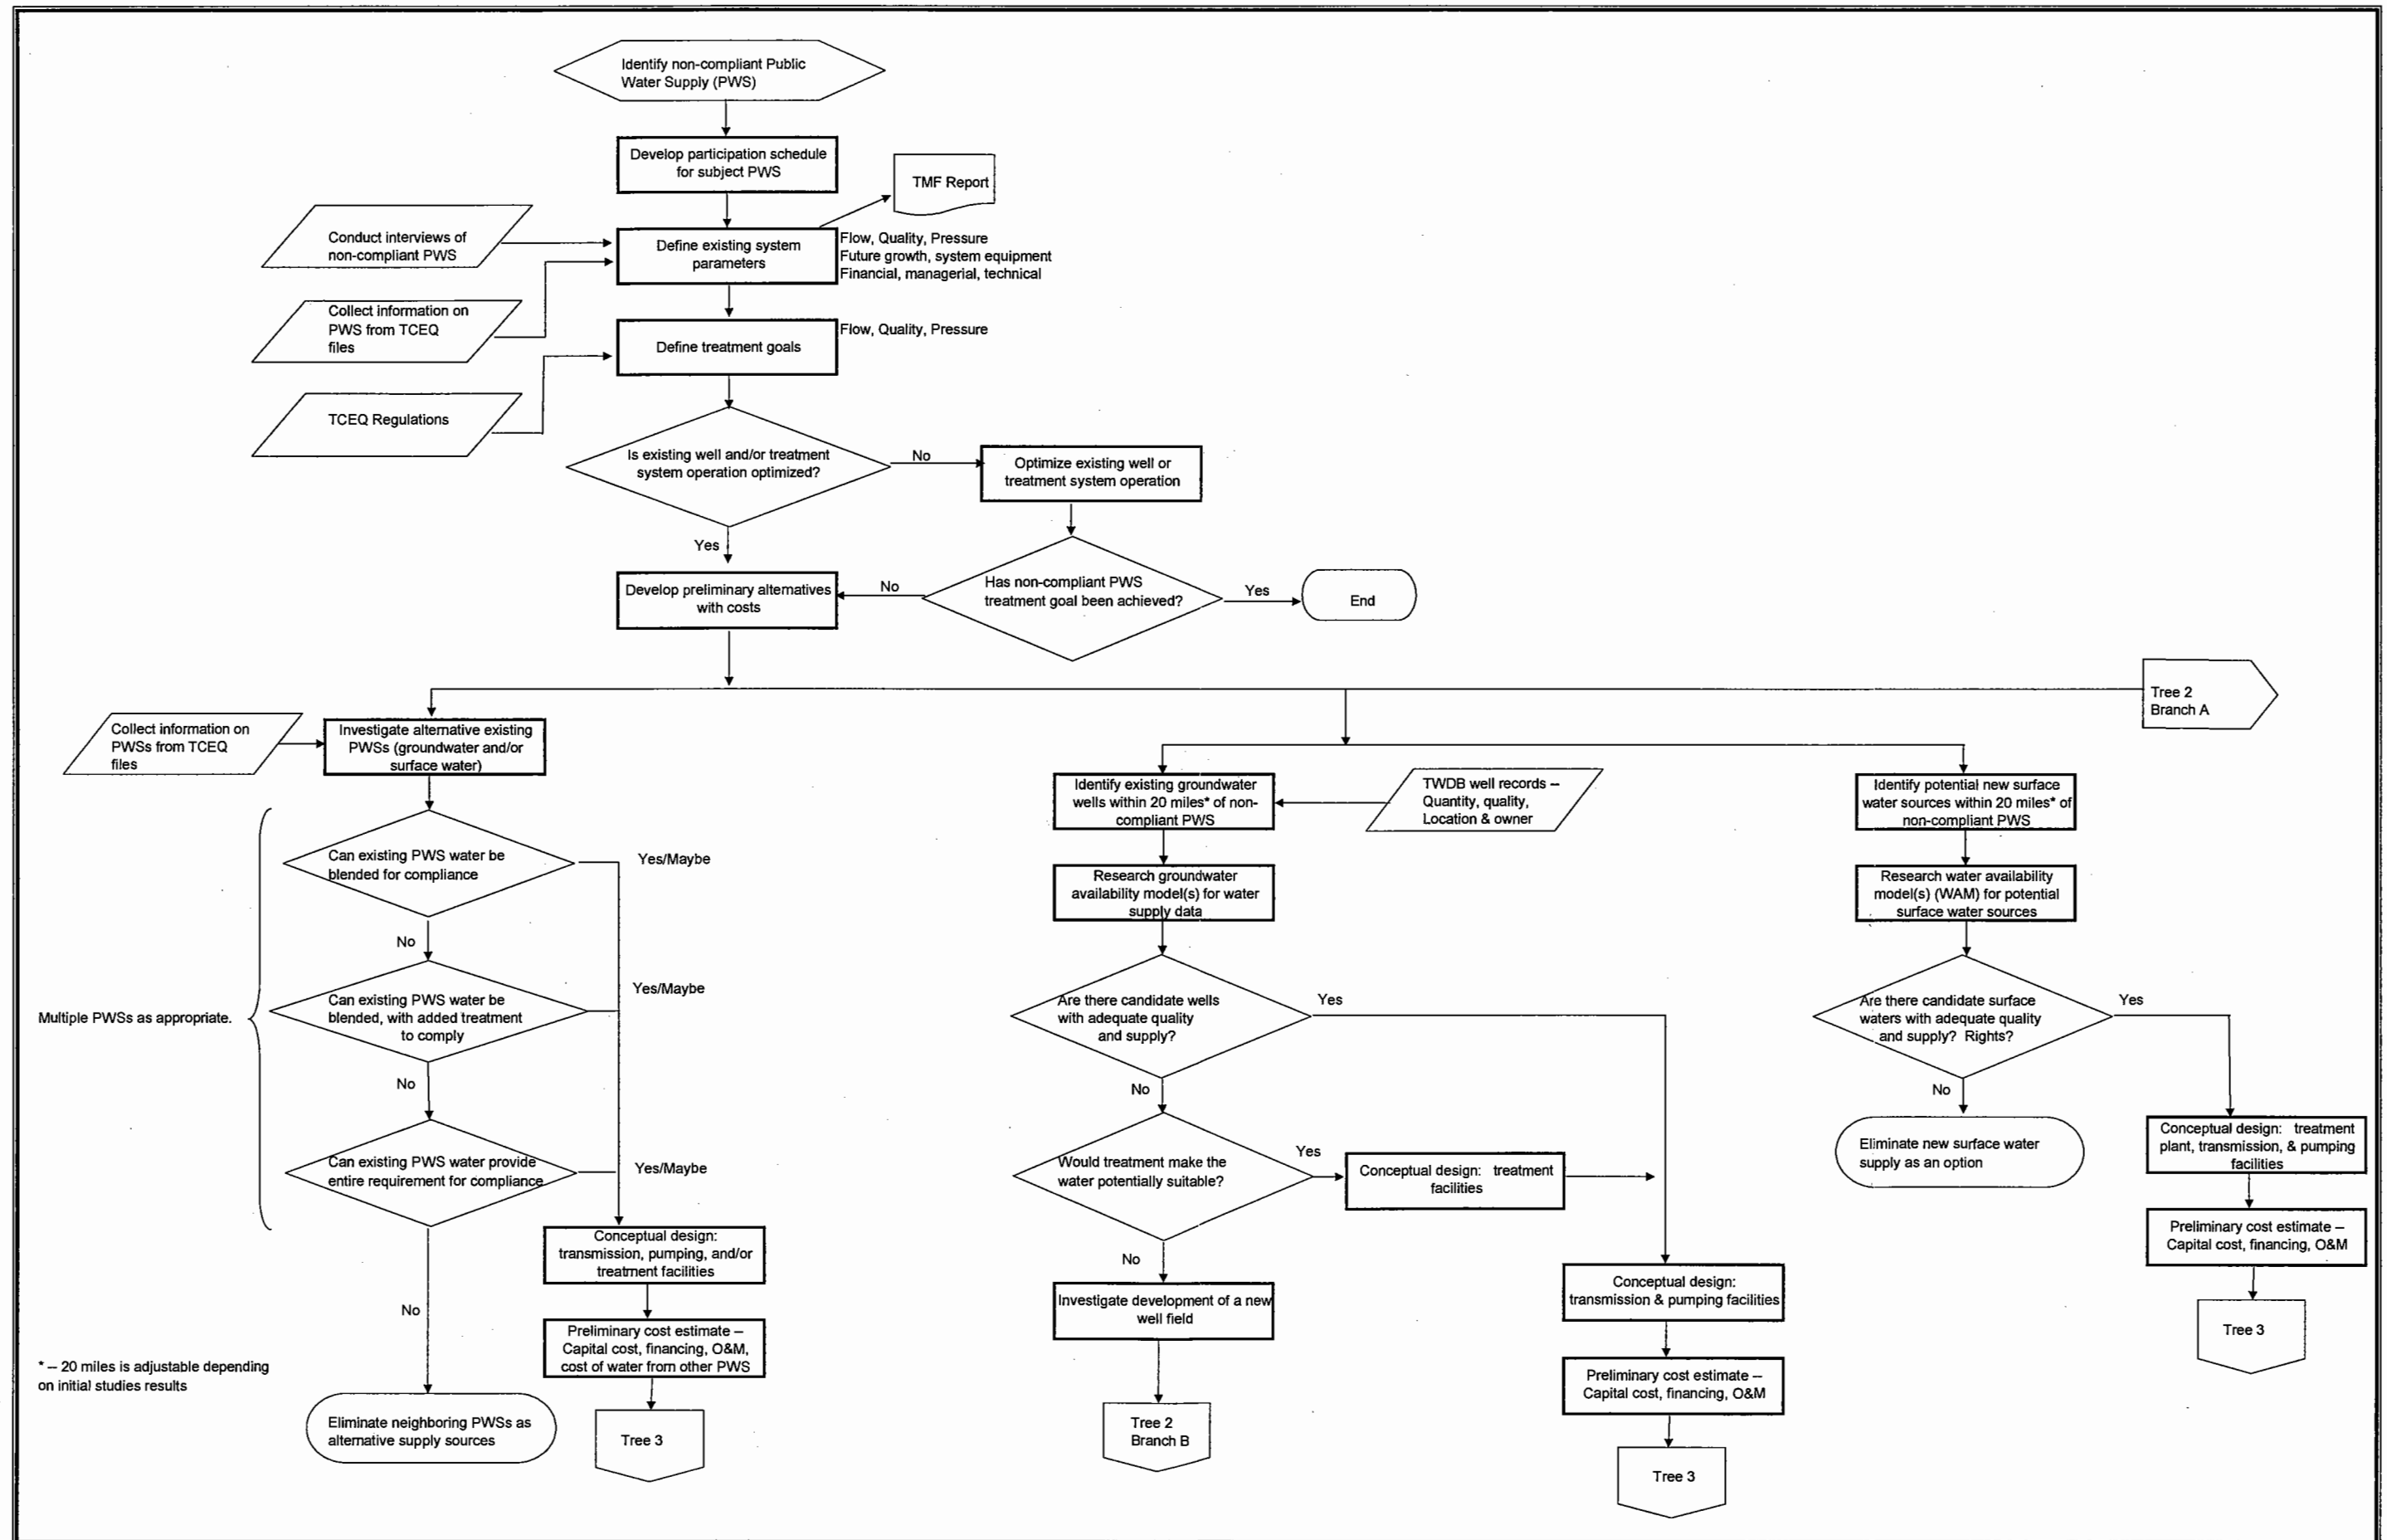 Identify non-compliant Public
Water Supply (PWS)
Develop participation schedule
for subject PWS
TMF Report
Conduct interviews of
non-compliant PWS
Define existing system
parameters
Flow, Quality, Pressure
Future growth, system equipment
Financial, managerial, technical
Collect information on
PWS from TCEQ
files
Define treatment goals
Flow, Quality, Pressure
TCEQ Regulations
Is existing well and/or treatment
system operation optimized?
No
Optimize existing well or
treatment system operation
Yes
Develop preliminary alternatives
with costs
No
Has non-compliant PWS
treatment goal been achieved?
Yes
End
Tree 2
Branch A
Collect information on
PWSs from TCEQ
files
Investigate alternative existing
PWSs (groundwater and/or
surface water)
Identify existing groundwater
wells within 20 miles* of non-
compliant PWS
TWDB well records –
Quantity, quality,
Location & owner
Identify potential new surface
water sources within 20 miles* of
non-compliant PWS
Can existing PWS water be
blended for compliance
Yes/Maybe
Research groundwater
availability model(s) for water
supply data
Research water availability
model(s) (WAM) for potential
surface water sources
No
Multiple PWSs as appropriate.
Can existing PWS water be
blended, with added treatment
to comply
Yes/Maybe
Are there candidate wells
with adequate quality
and supply?
Yes
Are there candidate surface
waters with adequate quality
and supply? Rights?
Yes
No
No
No
Can existing PWS water provide
entire requirement for compliance
Yes/Maybe
Would treatment make the
water potentially suitable?
Yes
Conceptual design: treatment
facilities
Eliminate new surface water
supply as an option
Conceptual design: treatment
plant, transmission, & pumping
facilities
Conceptual design:
transmission, pumping, and/or
treatment facilities
No
Preliminary cost estimate –
Capital cost, financing, O&M
No
Investigate development of a new
well field
Conceptual design:
transmission & pumping facilities
Tree 3
Preliminary cost estimate –
Capital cost, financing, O&M,
cost of water from other PWS
* – 20 miles is adjustable depending
on initial studies results
Preliminary cost estimate –
Capital cost, financing, O&M
Eliminate neighboring PWSs as
alternative supply sources
Tree 3
Tree 2
Branch B
Tree 3